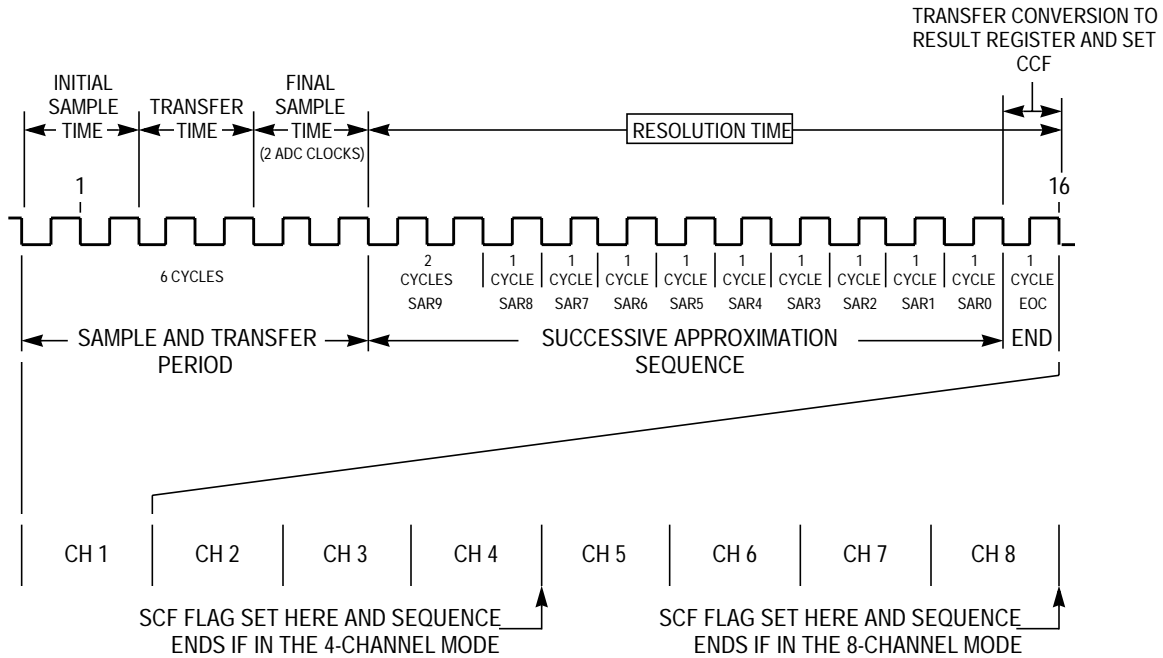 TRANSFER CONVERSION TO
RESULT REGISTER AND SET
CCF
INITIAL
SAMPLE
TIME
TRANSFER
TIME
FINAL
SAMPLE
TIME
(2 ADC CLOCKS)
RESOLUTION TIME
1
16
6 CYCLES
2
CYCLES
SAR9
1
CYCLE
SAR8
1
CYCLE
SAR7
1
CYCLE
SAR6
1
CYCLE
SAR5
1
CYCLE
SAR4
1
CYCLE
SAR3
1
CYCLE
SAR2
1
CYCLE
SAR1
1
CYCLE
SAR0
1
CYCLE
EOC
SAMPLE AND TRANSFER
PERIOD
SUCCESSIVE APPROXIMATION
SEQUENCE
END
CH 1
CH 2
CH 3
CH 4
CH 5
CH 6
CH 7
CH 8
SCF FLAG SET HERE AND SEQUENCE
ENDS IF IN THE 4-CHANNEL MODE
SCF FLAG SET HERE AND SEQUENCE
ENDS IF IN THE 8-CHANNEL MODE